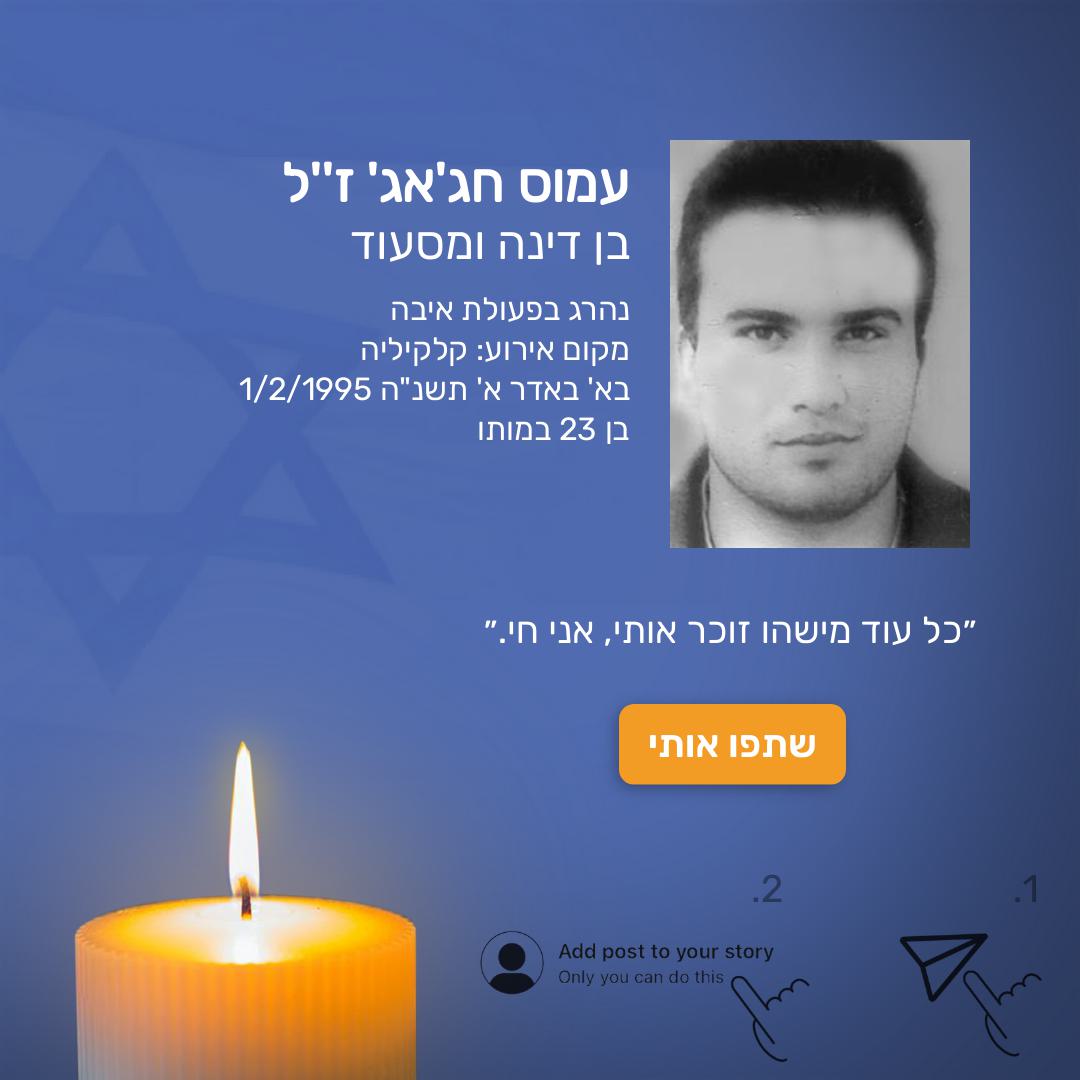 עמוס חג'אג' ז"ל
בן דינה ומסעוד
נהרג בפעולת איבה
מקום אירוע: קלקיליה
בא' באדר א' תשנ"ה 1/2/1995
בן 23 במותו
״כל עוד מישהו זוכר אותי, אני חי.״
שתפו אותי
.1
.2
Add post to your story
Only you can do this